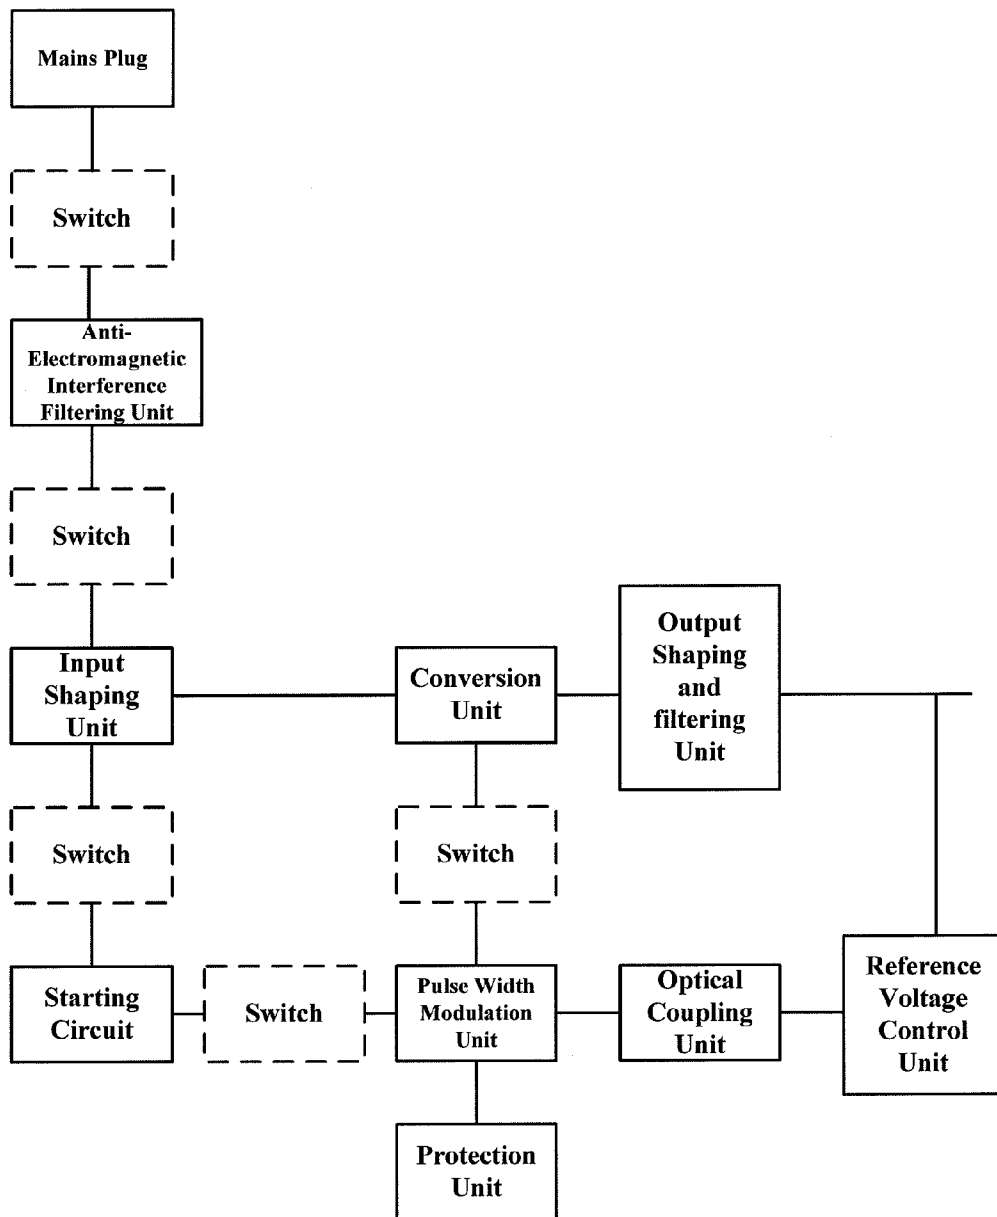 Mains Plug
Switch
Anti-
Electromagnetic
Interference
Filtering Unit
Switch
Input
Shaping
Unit
Conversion
Unit
Output
Shaping
and
filtering
Unit
Switch
Switch
Starting
Circuit
Switch
Pulse Width
Modulation
Unit
Optical
Coupling
Unit
Reference
Voltage
Control
Unit
Protection
Unit